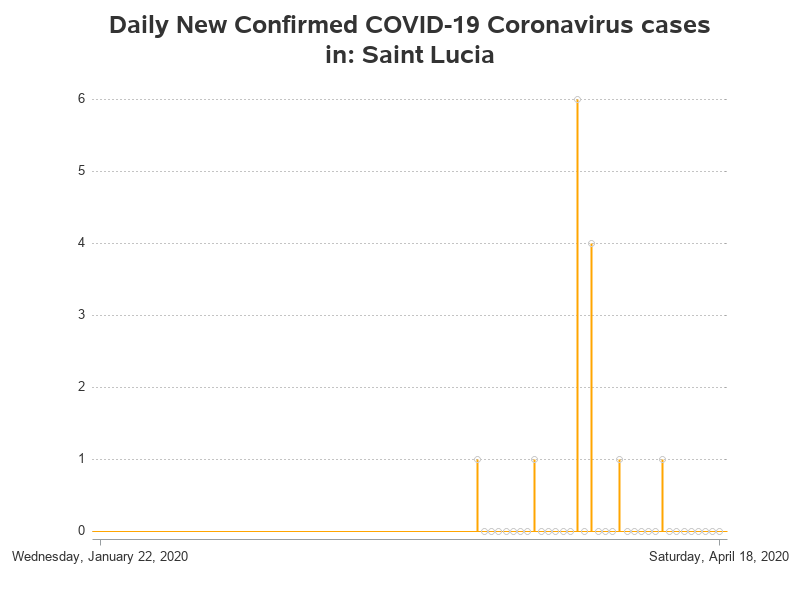 Daily New Confirmed COVID-19 Coronavirus cases
in: Saint Lucia
6
5
4
3
2
1
0
Wednesday, January 22, 2020
Saturday, April 18, 2020